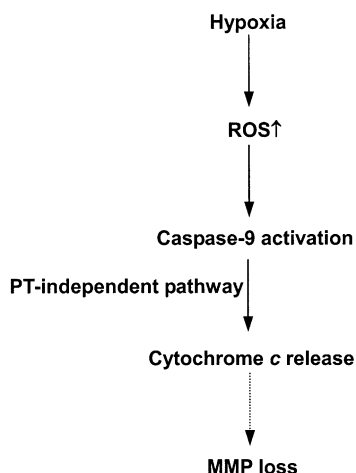 Hypoxia
ROS↑
Caspase-9 activation
PT-independent pathway
Cytochrome c release
MMP loss